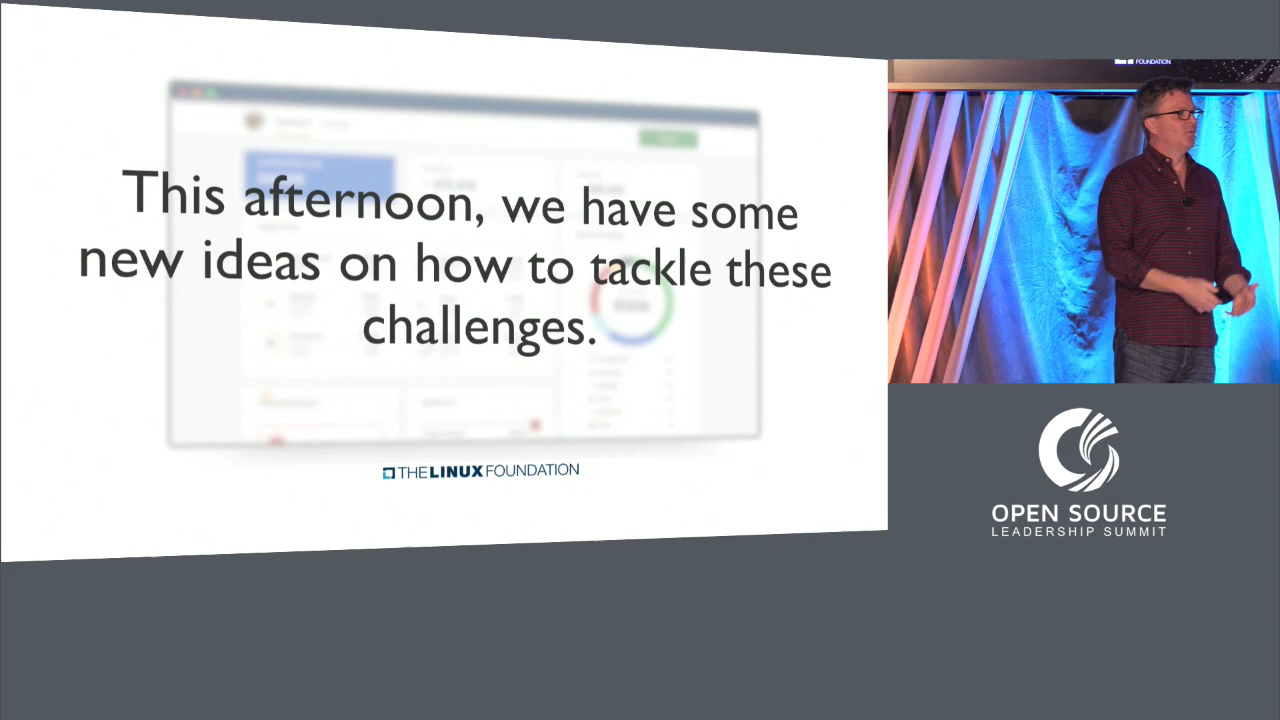 This afternoon, we have some
new ideas on how to tackle these
challenges.
THE LINUX FOUNDATION
FOUNDATION
OPEN SOURCE
LEADERSHIP SUMMIT